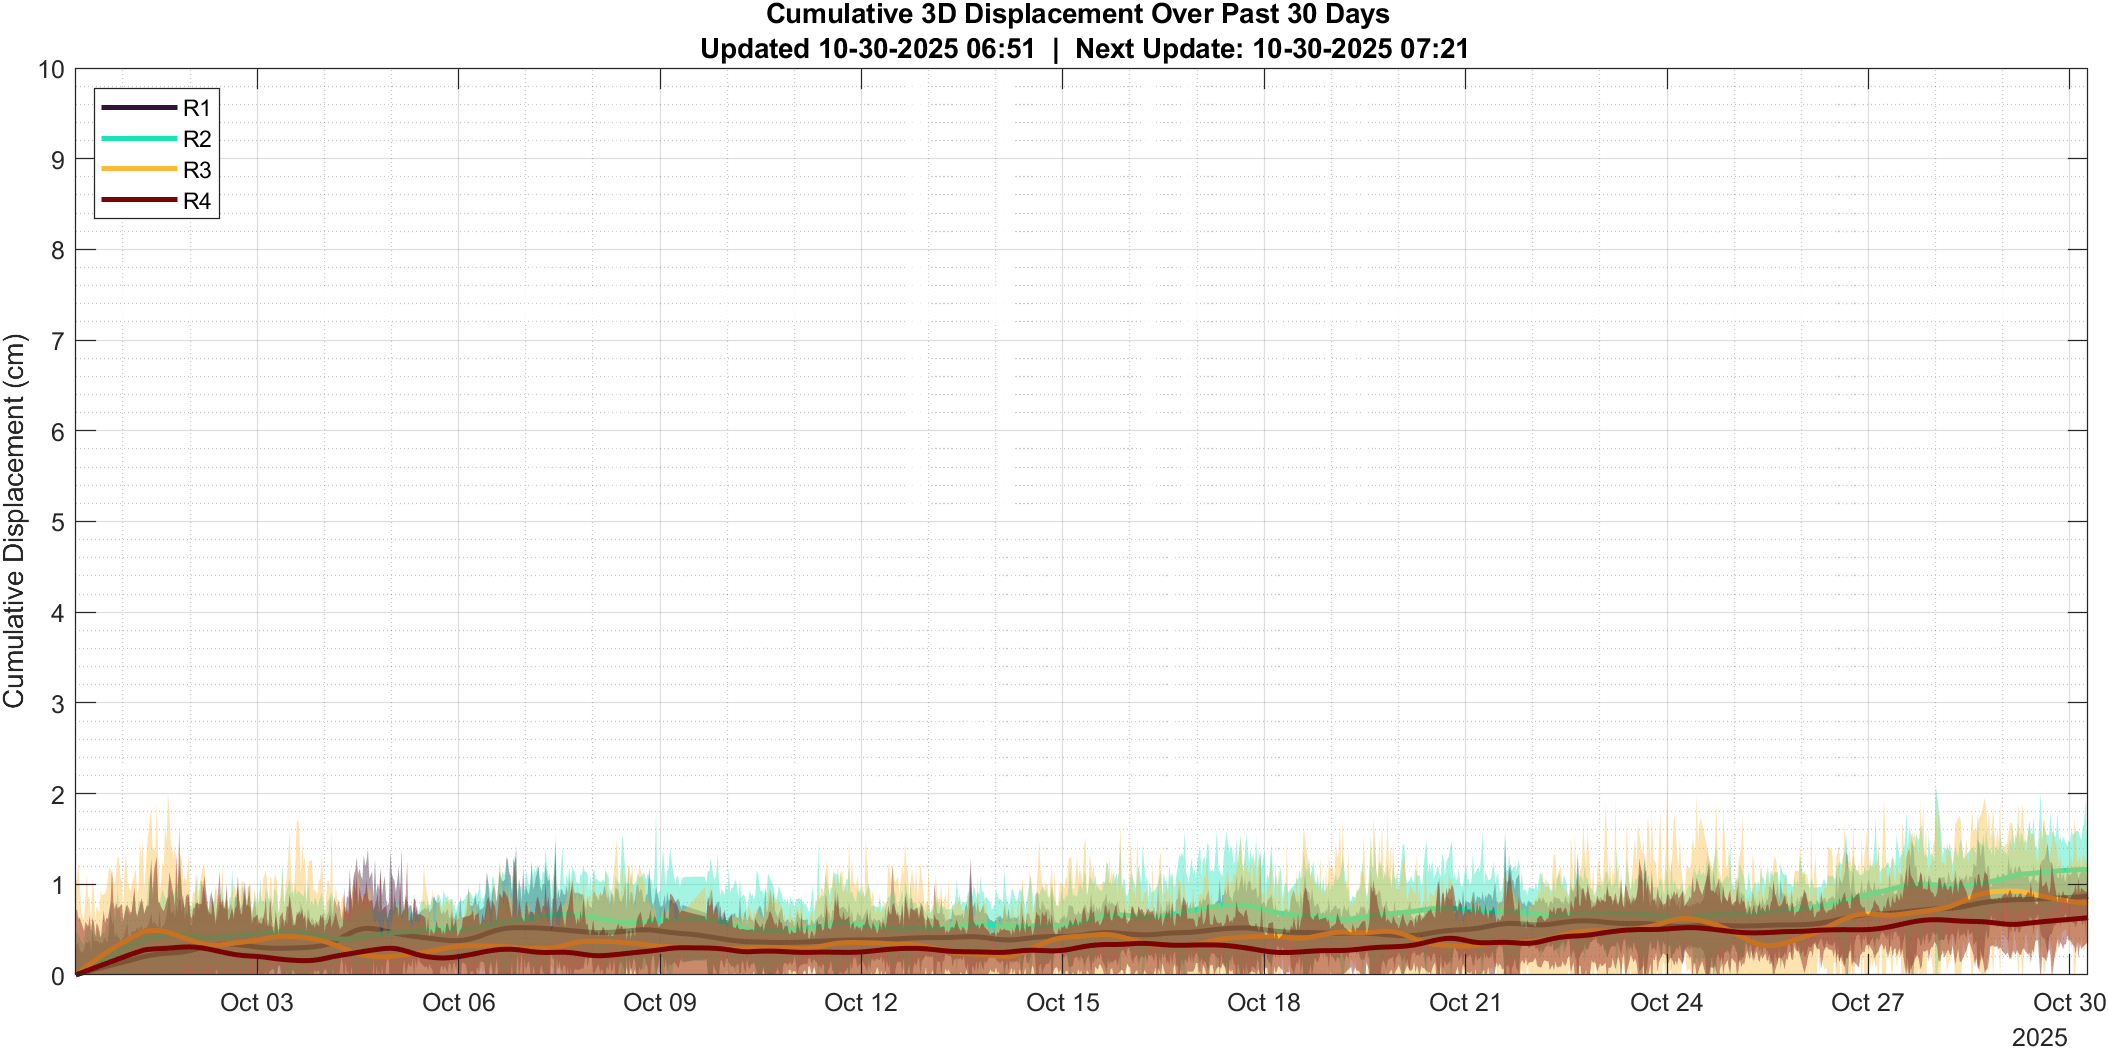 Cumulative 3D Displacement Over Past 30 Days
Updated 10-30-2025 06:51 | Next Update: 10-30-2025 07:21
R1
R2
R3
R4
Cumulative Displacement (cm)
10
9
8
7
6
5
4
3
2
1
0
Oct 03 Oct 06 Oct 09 Oct 12 Oct 15 Oct 18 Oct 21 Oct 24 Oct 27 Oct 30
2025